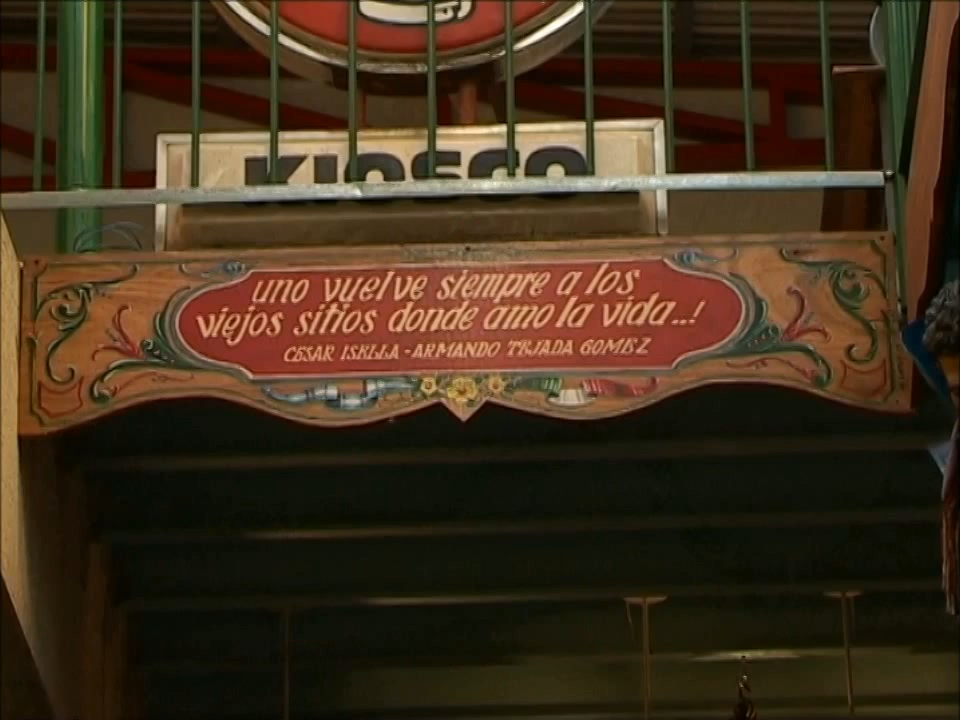 KIOSCO
uno vuelve siempre a los
viejos sitios donde amo la vida..!
CESAR ISELLA - ARMANDO TEJADA GOMEZ